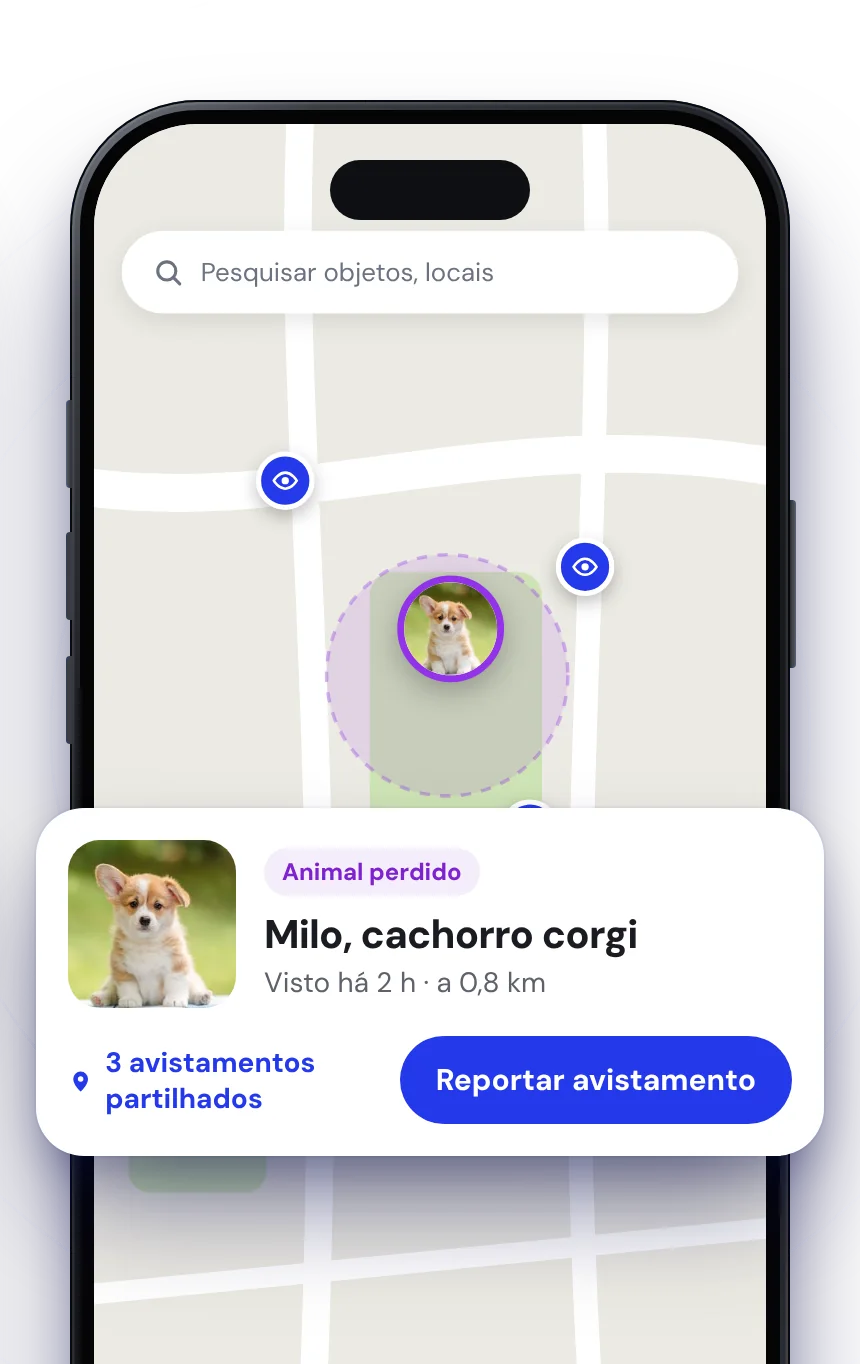 Pesquisar objetos, locais
Animal perdido
Milo, cachorro corgi
Visto há 2 h · a 0,8 km
3 avistamentos
partilhados
Reportar avistamento